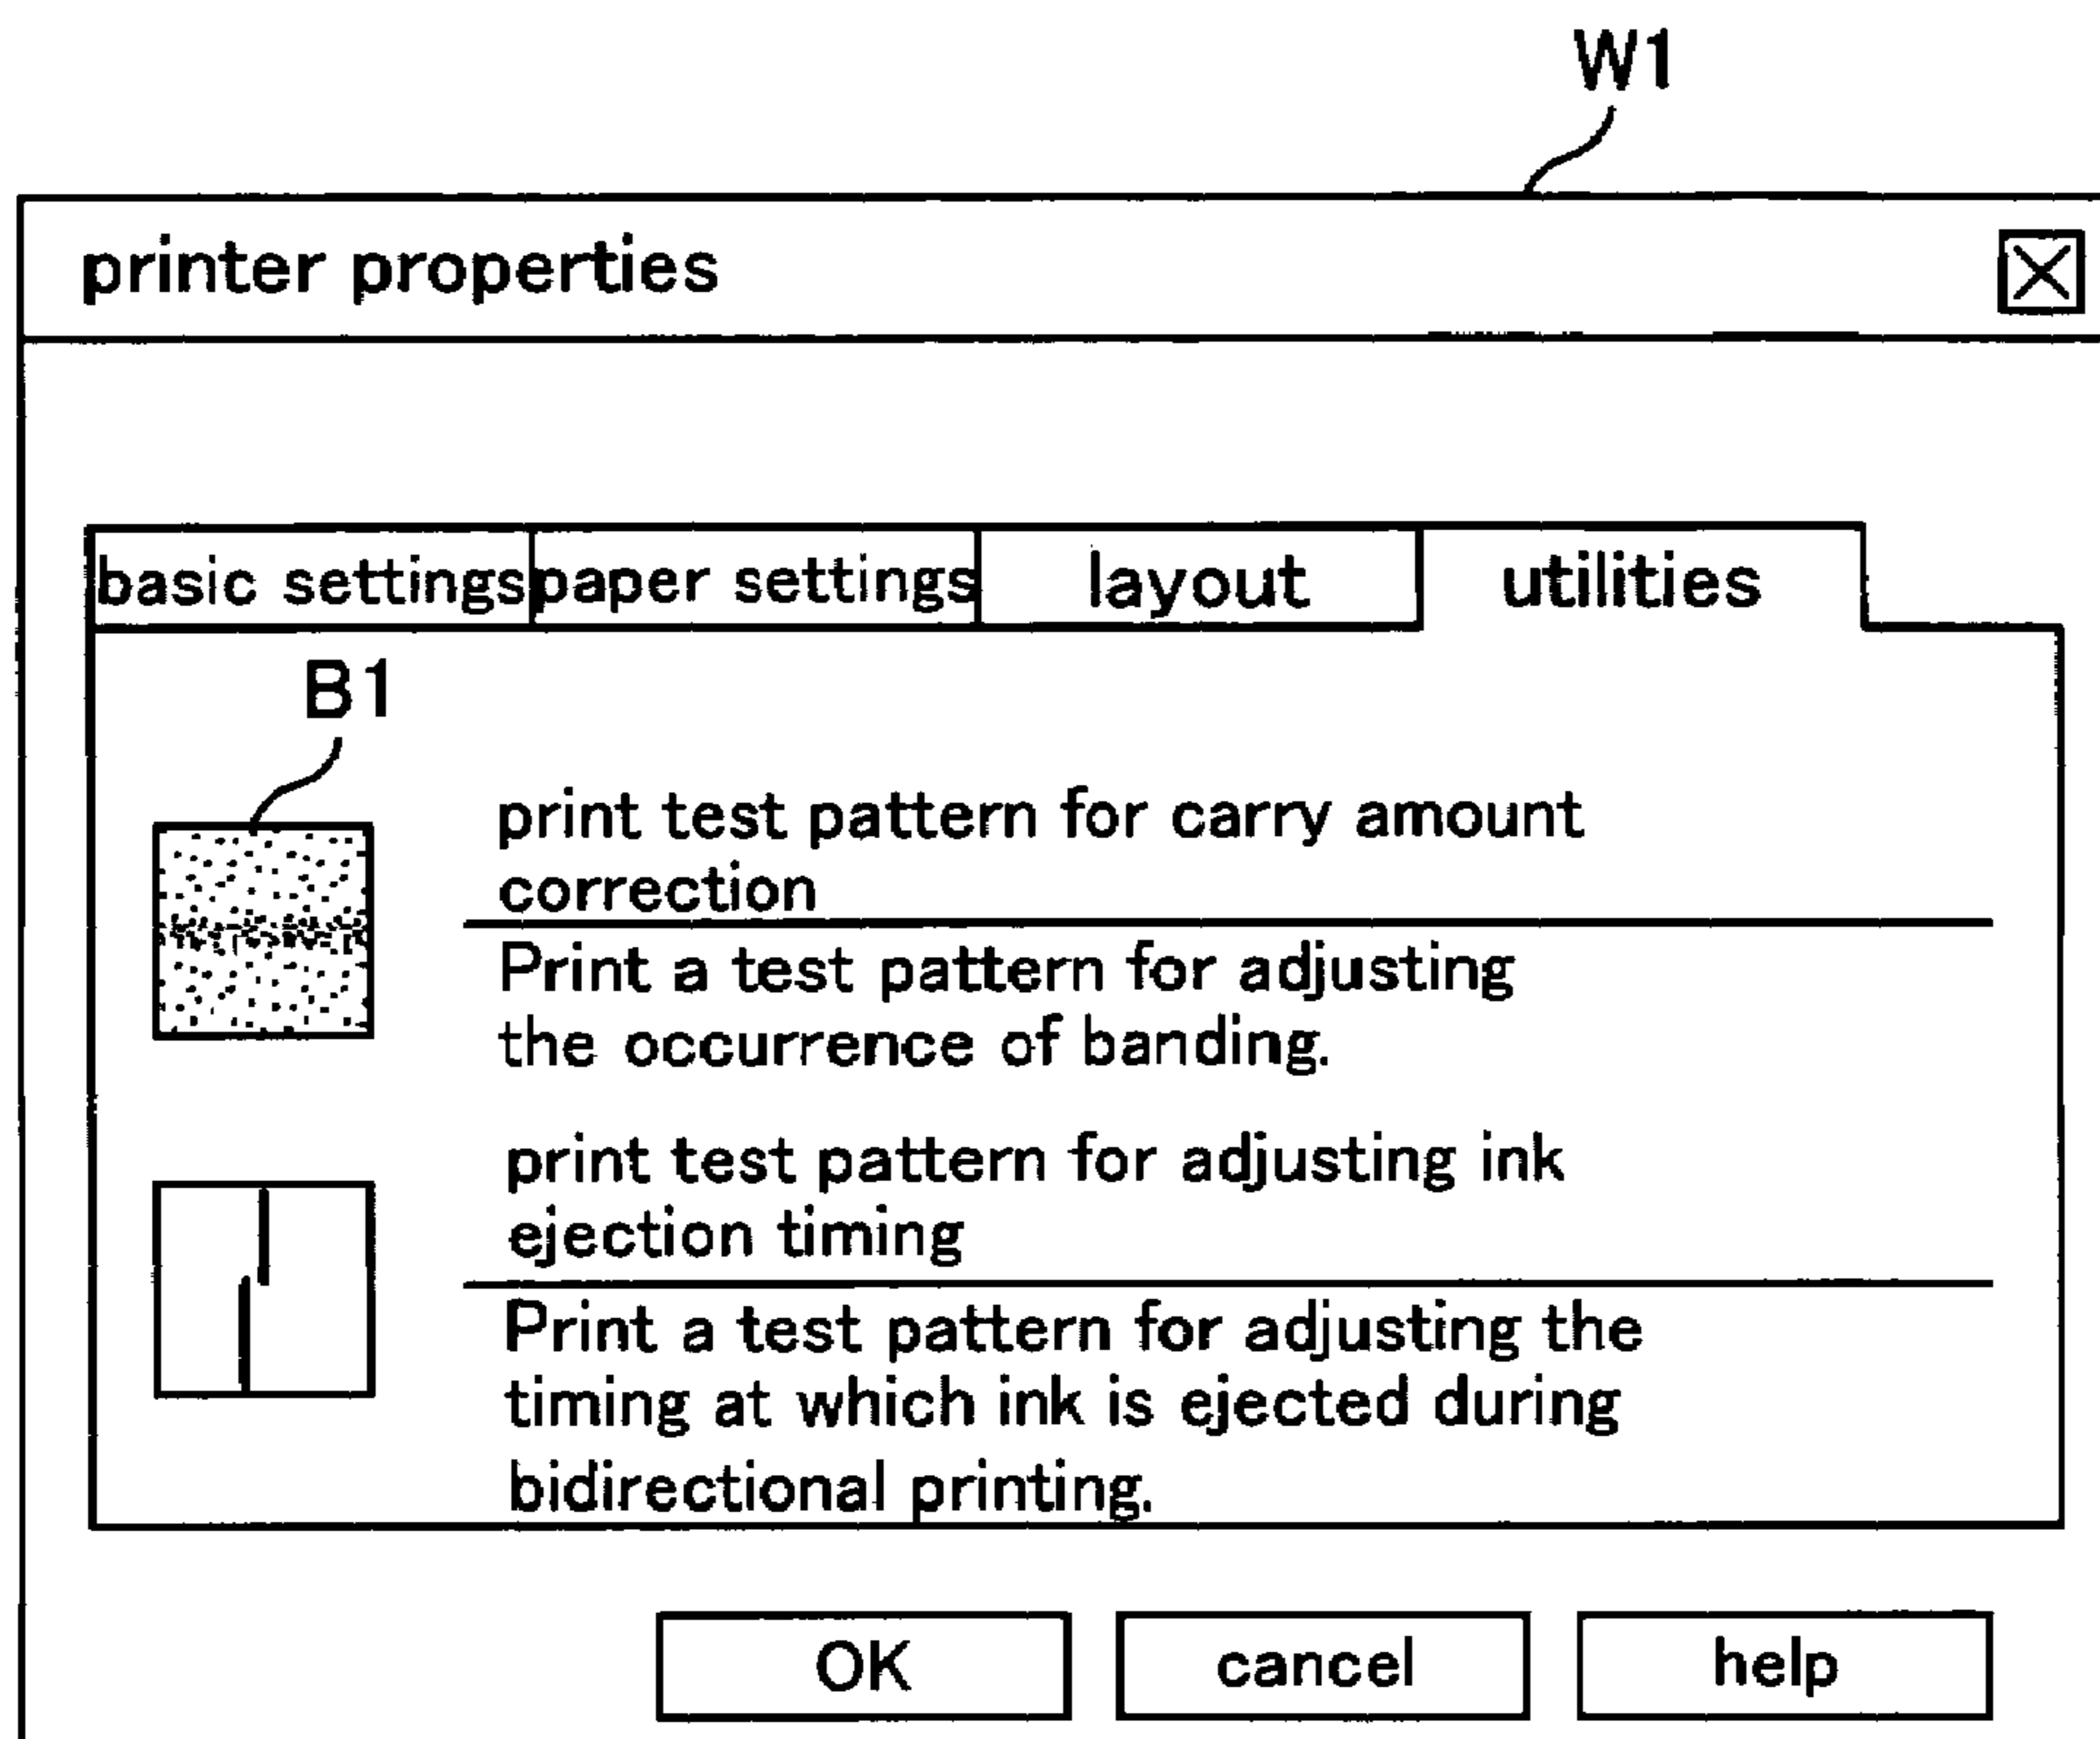 W1
printer properties
basic settings paper settings layout utilities
B1
print test pattern for carry amount
correction
Print a test pattern for adjusting
the occurrence of banding.
print test pattern for adjusting ink
ejection timing
Print a test pattern for adjusting the
timing at which ink is ejected during
bidirectional printing.
OK cancel help